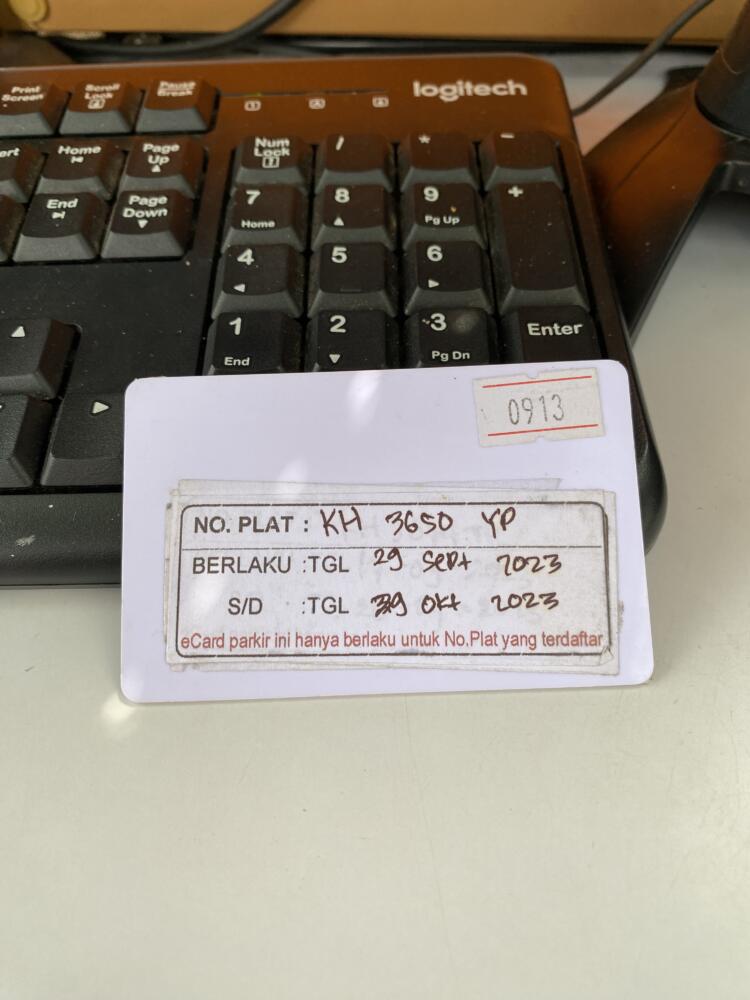 logitech
Print Screen Scroll Lock Pause Break
Home Page Up Num Lock / * -
End Page Down 7 Home 8 9 Pg Up +
4 5 6
1 End 2 3 Pg Dn Enter
0913
NO. PLAT : KH 3650 YP
BERLAKU : TGL 29 Sept 2023
S/D : TGL 29 Okt 2023
eCard parkir ini hanya berlaku untuk No.Plat yang terdaftar